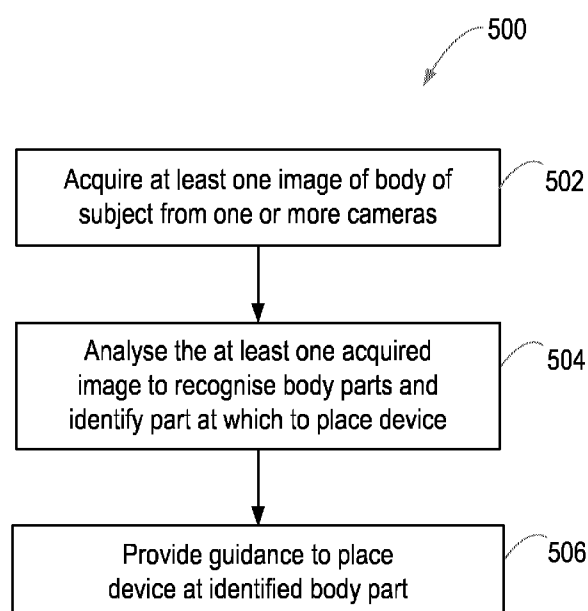 500
Acquire at least one image of body of
subject from one or more cameras
502
Analyse the at least one acquired
image to recognise body parts and
identify part at which to place device
504
Provide guidance to place
device at identified body part
506